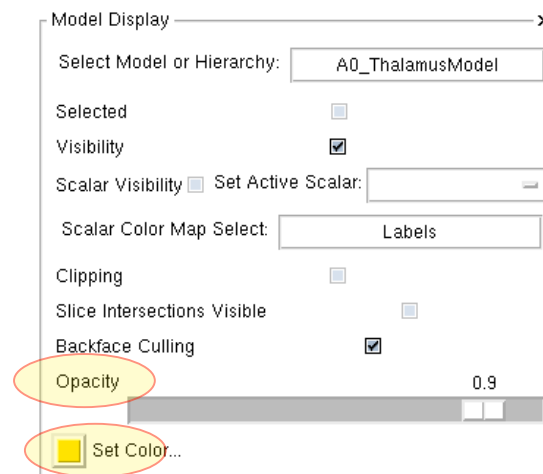 Model Display
Select Model or Hierarchy: A0_ThalamusModel
Selected
Visibility
Scalar Visibility Set Active Scalar:
Scalar Color Map Select: Labels
Clipping
Slice Intersections Visible
Backface Culling
Opacity 0.9
Set Color...